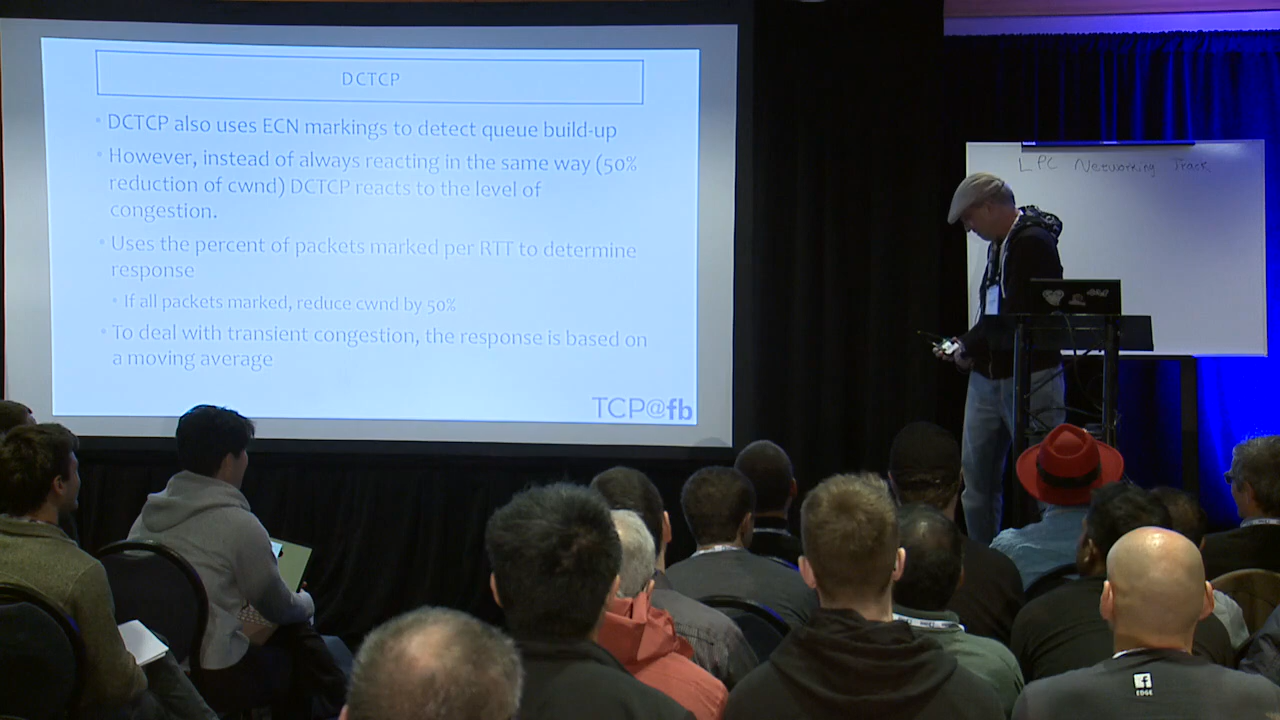 DCTCP
DCTCP also uses ECN markings to detect queue build-up
However, instead of always reacting in the same way (50%
reduction of cwnd) DCTCP reacts to the level of
congestion.
Uses the percent of packets marked per RTT to determine
response
If all packets marked, reduce cwnd by 50%
To deal with transient congestion, the response is based on
a moving average
TCP@fb
LPC Networking Track
f
EDGE